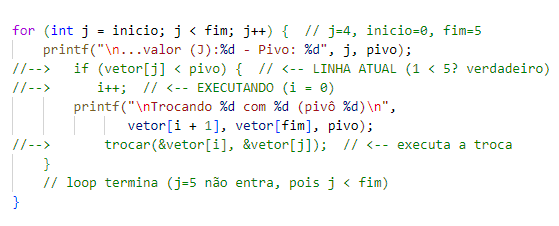 for (int j = inicio; j < fim; j++) {  // j=4, inicio=0, fim=5
    printf("\n...valor (J):%d - Pivo: %d", j, pivo);
//-->   if (vetor[j] < pivo) {  // <-- LINHA ATUAL (1 < 5? verdadeiro)
//-->      i++;  // <-- EXECUTANDO (i = 0)
        printf("\nTrocando %d com %d (pivô %d)\n",
               vetor[i + 1], vetor[fim], pivo);
//-->       trocar(&vetor[i], &vetor[j]);  // <-- executa a troca
    }
    // loop termina (j=5 não entra, pois j < fim)
}